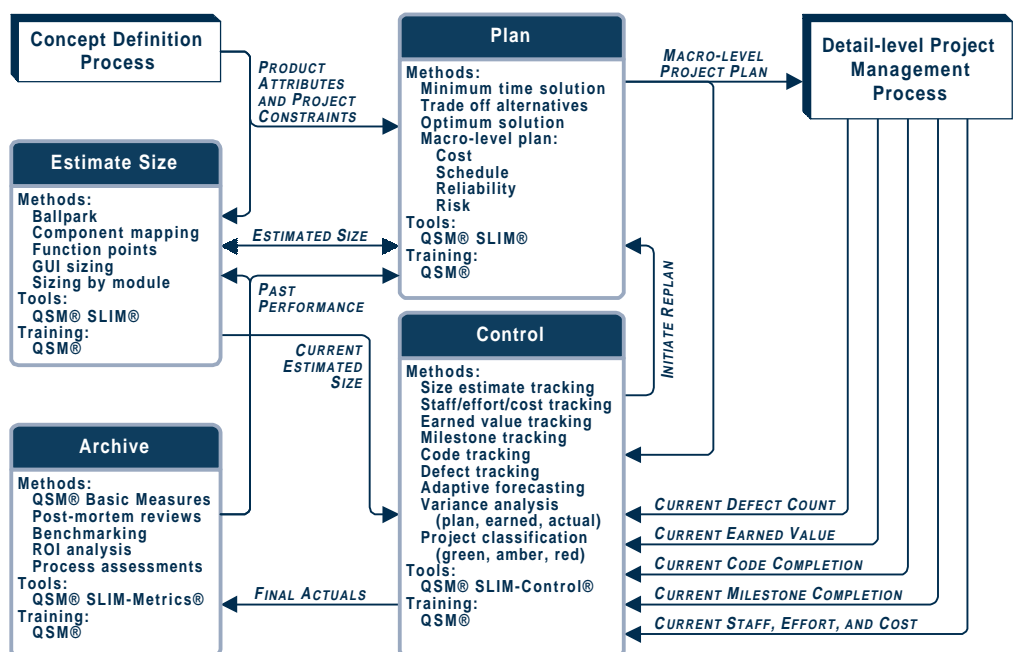 Concept Definition
Process
PRODUCT
ATTRIBUTES
AND PROJECT
CONSTRAINTS
Plan
Methods:
Minimum time solution
Trade off alternatives
Optimum solution
Macro-level plan:
Cost
Schedule
Reliability
Risk
Tools:
QSM® SLIM®
Training:
QSM®
MACRO-LEVEL
PROJECT PLAN
Detail-level Project
Management
Process
Estimate Size
Methods:
Ballpark
Component mapping
Function points
GUI sizing
Sizing by module
Tools:
QSM® SLIM®
Training:
QSM®
ESTIMATED SIZE
PAST
PERFORMANCE
CURRENT
ESTIMATED
SIZE
INITIATE REPLAN
Control
Methods:
Size estimate tracking
Staff/effort/cost tracking
Earned value tracking
Milestone tracking
Code tracking
Defect tracking
Adaptive forecasting
Variance analysis
(plan, earned, actual)
Project classification
(green, amber, red)
Tools:
QSM® SLIM-Control®
Training:
QSM®
Archive
Methods:
QSM® Basic Measures
Post-mortem reviews
Benchmarking
ROI analysis
Process assessments
Tools:
QSM® SLIM-Metrics®
Training:
QSM®
FINAL ACTUALS
CURRENT DEFECT COUNT
CURRENT EARNED VALUE
CURRENT CODE COMPLETION
CURRENT MILESTONE COMPLETION
CURRENT STAFF, EFFORT, AND COST